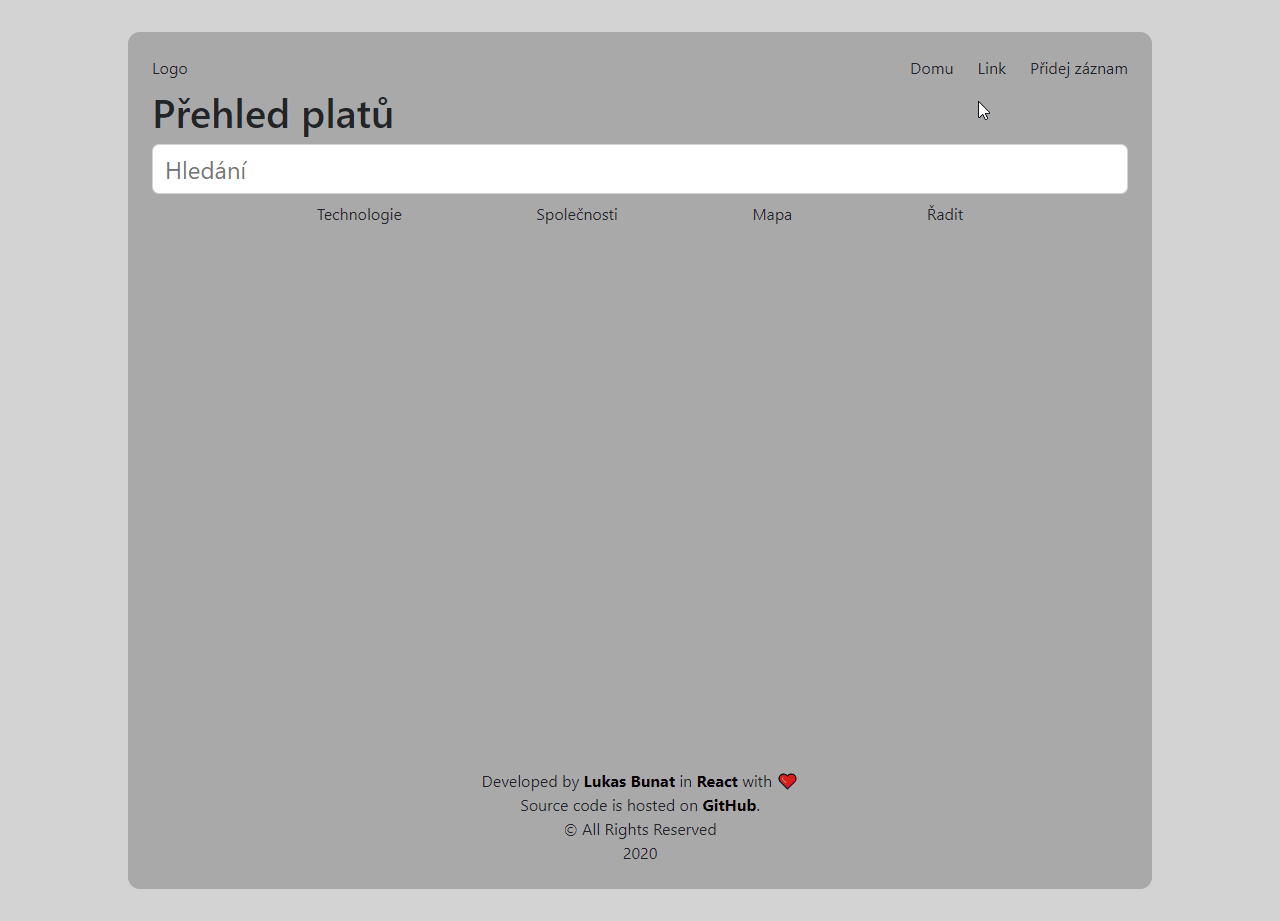 Logo Domu Link Přidej záznam
Přehled platů
Hledání
Technologie Společnosti Mapa Řadit
Developed by Lukas Bunat in React with ❤️
Source code is hosted on GitHub.
© All Rights Reserved
2020